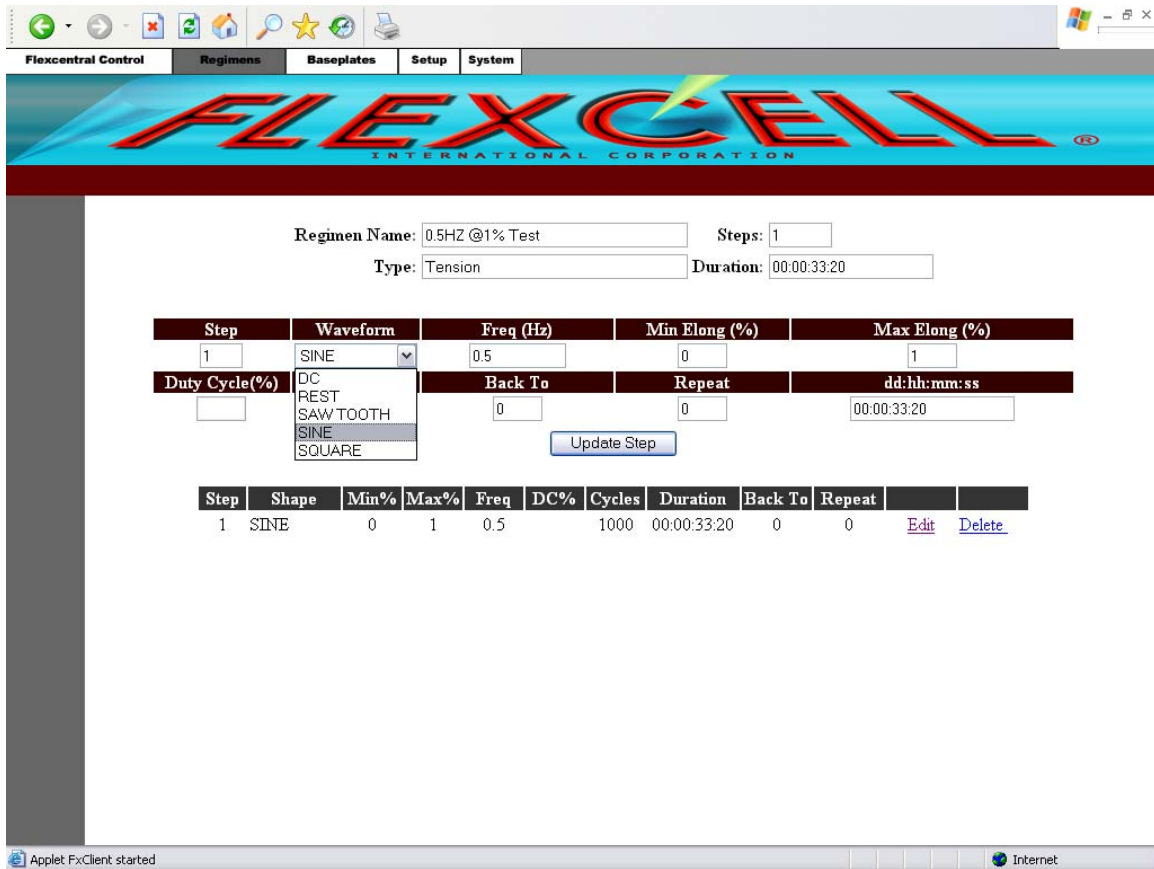 Flexcentral Control Regimens Baseplates Setup System
FLEXCELL ®
INTERNATIONAL CORPORATION
Regimen Name: 0.5HZ @1% Test Steps: 1
Type: Tension Duration: 00:00:33:20
Step Waveform Freq (Hz) Min Elong (%) Max Elong (%)
1 SINE 0.5 0 1
Duty Cycle(%) Back To Repeat dd:hh:mm:ss
0 0 00:00:33:20
DC
REST
SAW TOOTH
SINE
SQUARE
Update Step
Step Shape Min% Max% Freq DC% Cycles Duration Back To Repeat
1 SINE 0 1 0.5 1000 00:00:33:20 0 0 Edit Delete
Applet FxClient started Internet